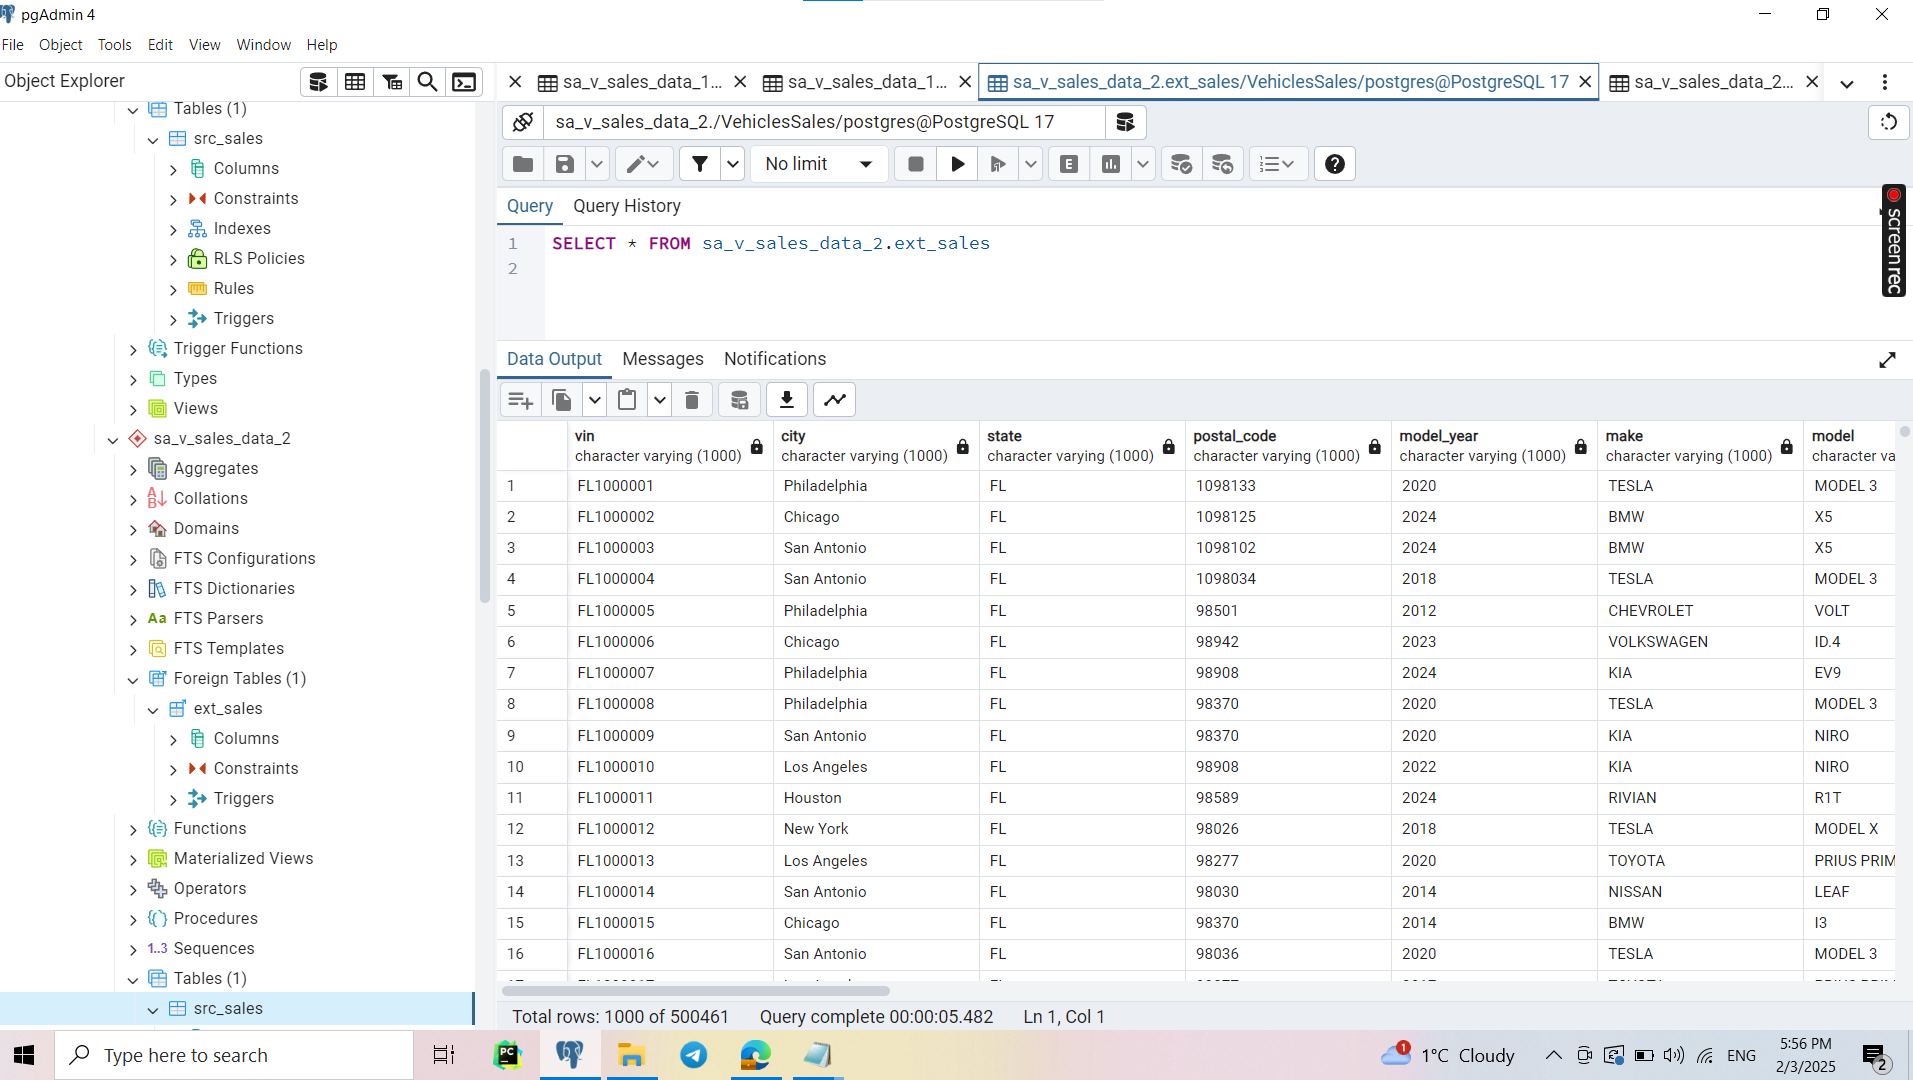 pgAdmin 4
File Object Tools Edit View Window Help
Object Explorer
Tables (1)
src_sales
Columns
Constraints
Indexes
RLS Policies
Rules
Triggers
Trigger Functions
Types
Views
sa_v_sales_data_2
Aggregates
Collations
Domains
FTS Configurations
FTS Dictionaries
Aa FTS Parsers
FTS Templates
Foreign Tables (1)
ext_sales
Columns
Constraints
Triggers
Functions
Materialized Views
Operators
Procedures
1..3 Sequences
Tables (1)
src_sales
sa_v_sales_data_1... sa_v_sales_data_1... sa_v_sales_data_2.ext_sales/VehiclesSales/postgres@PostgreSQL 17 sa_v_sales_data_2...
sa_v_sales_data_2./VehiclesSales/postgres@PostgreSQL 17
No limit E
Query Query History
1 SELECT * FROM sa_v_sales_data_2.ext_sales
2
screenrec
Data Output Messages Notifications
vin city state postal_code model_year make model
character varying (1000) character varying (1000) character varying (1000) character varying (1000) character varying (1000) character varying (1000) character va
1 FL1000001 Philadelphia FL 1098133 2020 TESLA MODEL 3
2 FL1000002 Chicago FL 1098125 2024 BMW X5
3 FL1000003 San Antonio FL 1098102 2024 BMW X5
4 FL1000004 San Antonio FL 1098034 2018 TESLA MODEL 3
5 FL1000005 Philadelphia FL 98501 2012 CHEVROLET VOLT
6 FL1000006 Chicago FL 98942 2023 VOLKSWAGEN ID.4
7 FL1000007 Philadelphia FL 98908 2024 KIA EV9
8 FL1000008 Philadelphia FL 98370 2020 TESLA MODEL 3
9 FL1000009 San Antonio FL 98370 2020 KIA NIRO
10 FL1000010 Los Angeles FL 98908 2022 KIA NIRO
11 FL1000011 Houston FL 98589 2024 RIVIAN R1T
12 FL1000012 New York FL 98026 2018 TESLA MODEL X
13 FL1000013 Los Angeles FL 98277 2020 TOYOTA PRIUS PRIM
14 FL1000014 San Antonio FL 98030 2014 NISSAN LEAF
15 FL1000015 Chicago FL 98370 2014 BMW I3
16 FL1000016 San Antonio FL 98036 2020 TESLA MODEL 3
Total rows: 1000 of 500461 Query complete 00:00:05.482 Ln 1, Col 1
Type here to search
PC
1
1°C Cloudy
ENG
5:56 PM
2/3/2025
2